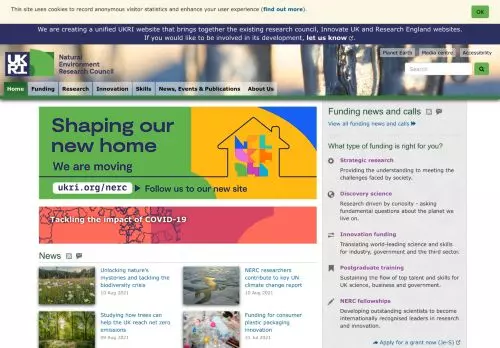 This site uses cookies to record anonymous visitor statistics and enhance your user experience (find out more).
OK
We are creating a unified UKRI website that brings together the existing research council, Innovate UK and Research England websites.
If you would like to be involved in its development, let us know.
UK
RI
Natural
Environment
Research Council
Planet Earth
Media centre
Accessibility
Search
Home
Funding
Research
Innovation
Skills
News, Events & Publications
About Us
Shaping our
new home
We are moving
ukri.org/nerc
Follow us to our new site
Tackling the impact of COVID-19
News
Unlocking nature's
mysteries and tackling the
biodiversity crisis
10 Aug 2021
NERC researchers
contribute to key UN
climate change report
10 Aug 2021
Studying how trees can
help the UK reach net zero
emissions
09 Aug 2021
Funding for consumer
plastic packaging
innovation
21 Jul 2021
Funding news and calls
View all funding news and calls
What type of funding is right for you?
Strategic research
Providing the understanding to meeting the
challenges faced by society.
Discovery science
Research driven by curiosity - asking
fundamental questions about the planet we
live on.
Innovation funding
Translating world-leading science and skills
for industry, government and the third sector.
Postgraduate training
Sustaining the flow of top talent and skills for
UK science, business and government.
NERC fellowships
Developing outstanding scientists to become
internationally recognised leaders in research
and innovation.
Apply for a grant now (Je-S)